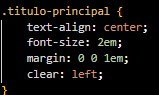 .titulo-principal {
    text-align: center;
    font-size: 2em;
    margin: 0 0 1em;
    clear: left;
}